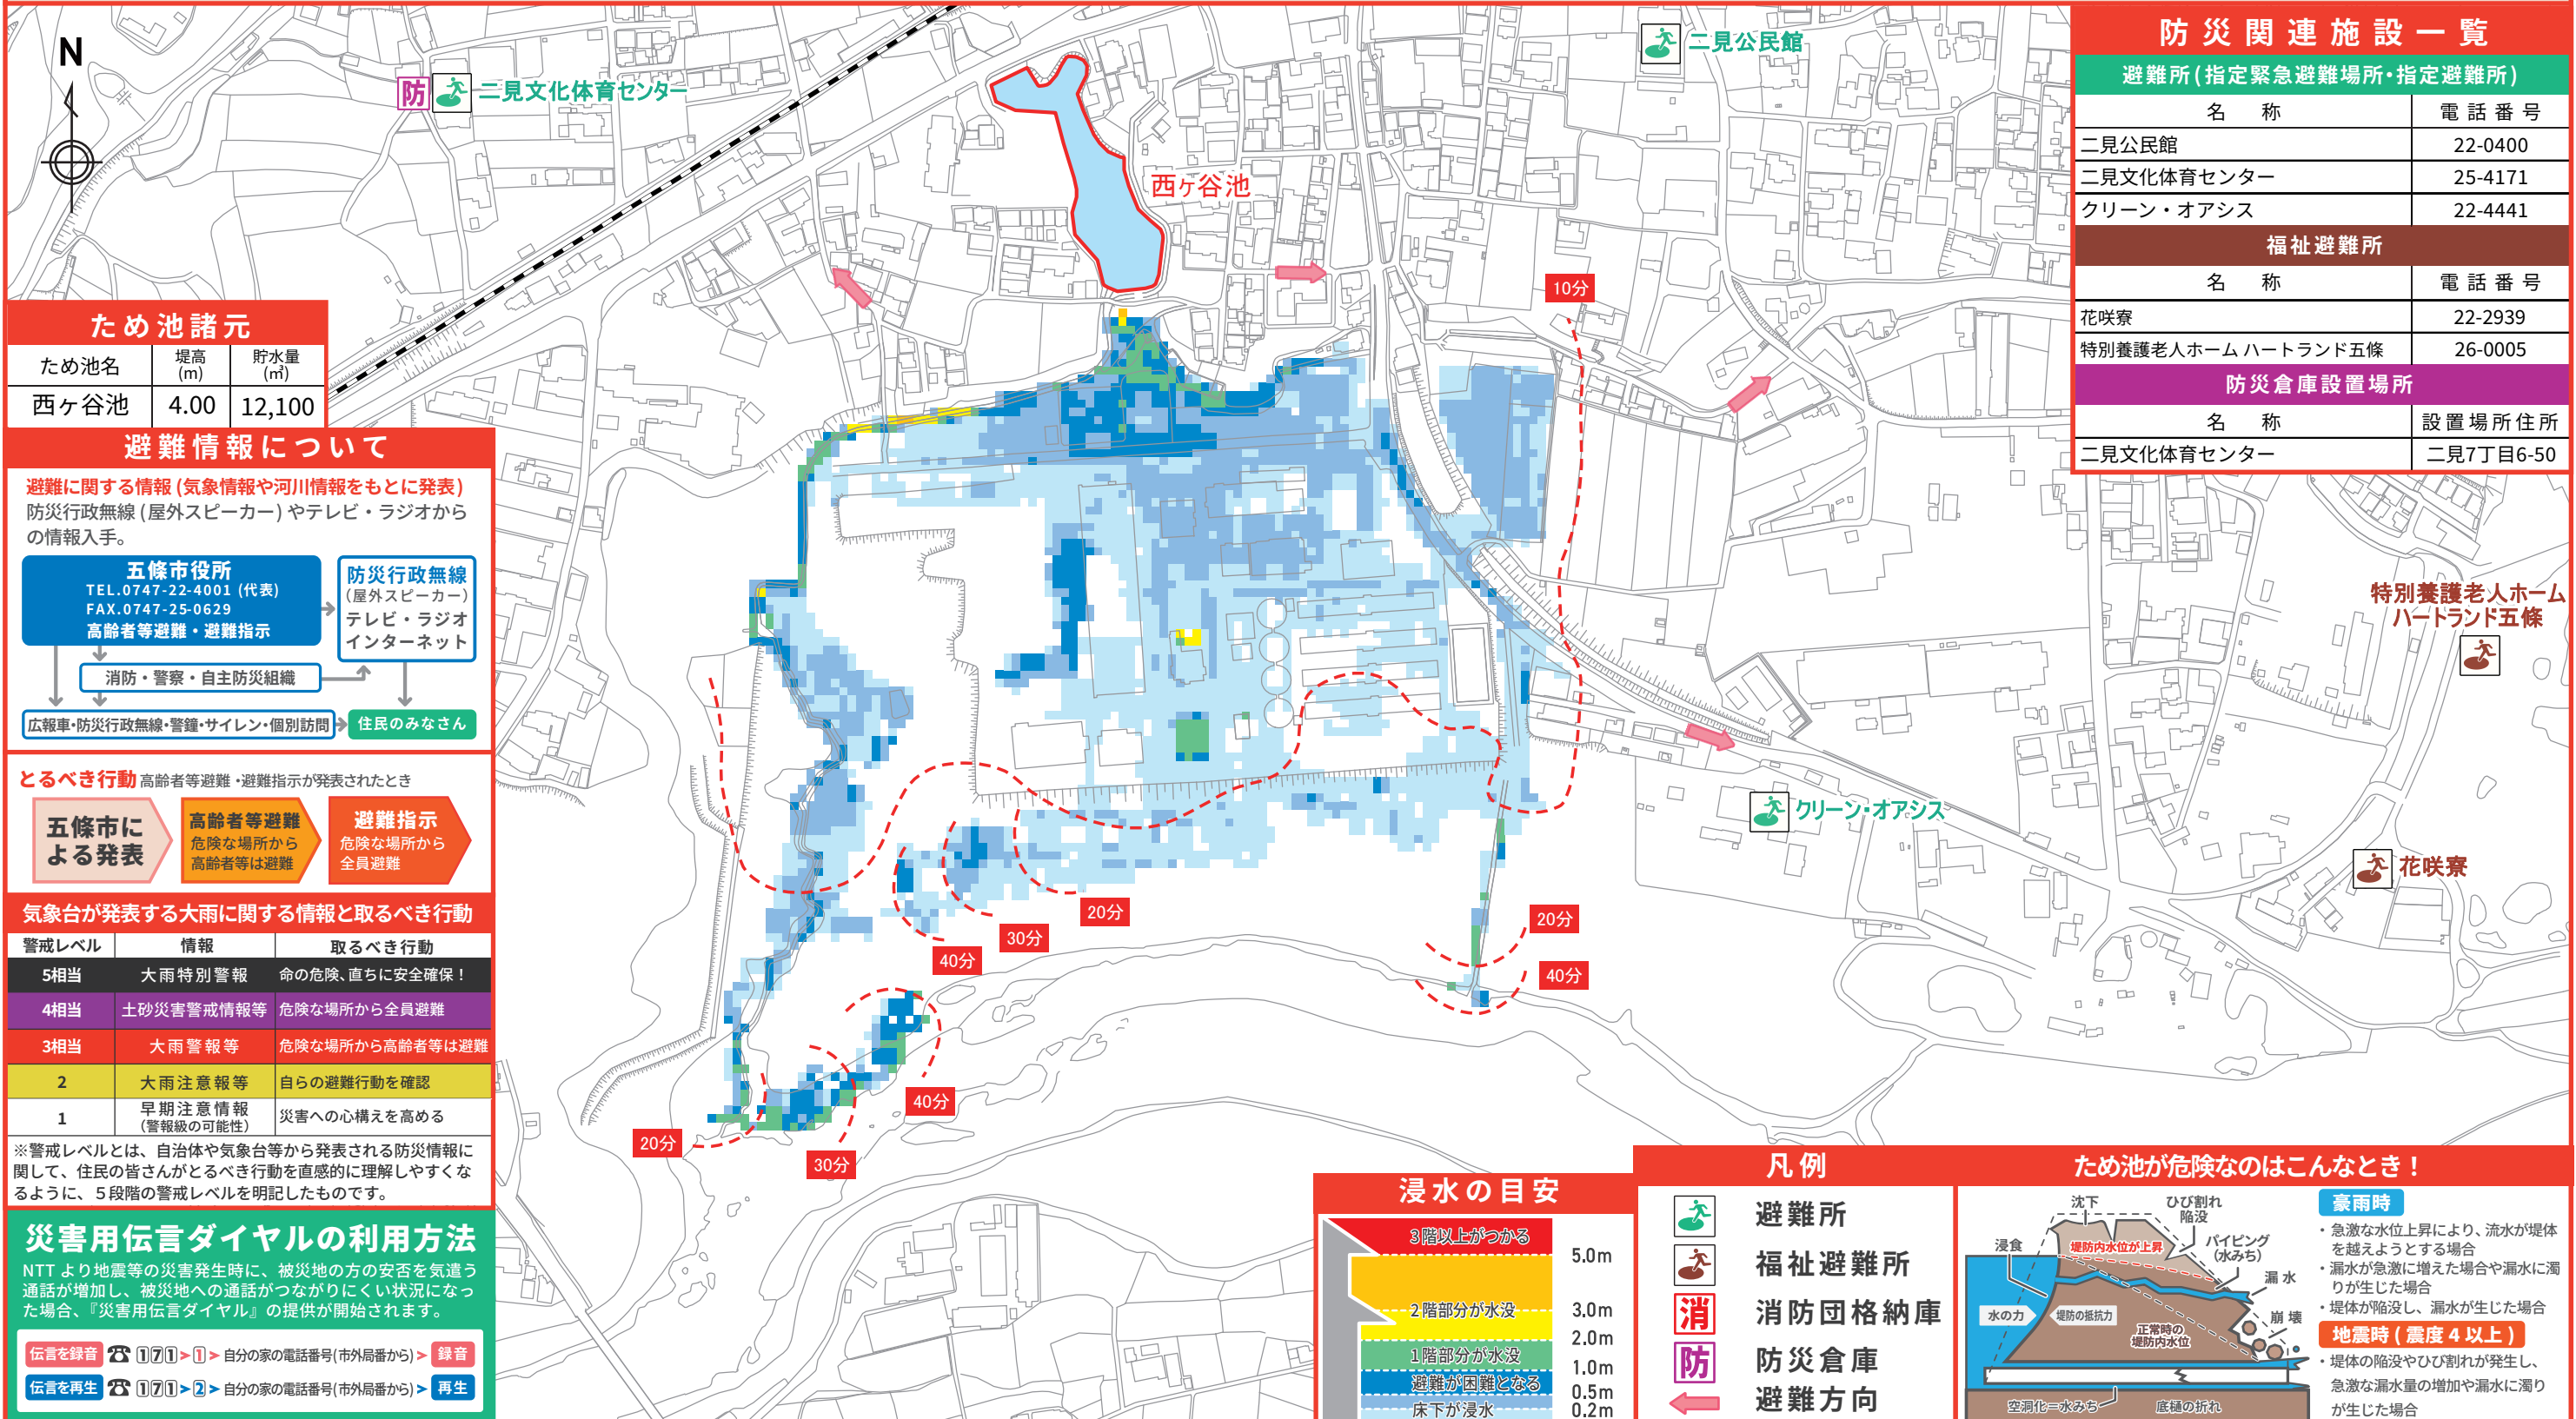 N
防
二見文化体育センター
二見公民館
西ヶ谷池
10分
20分
30分
40分
20分
40分
40分
20分
30分
クリーン・オアシス
特別養護老人ホーム
ハートランド五條
花咲寮
ため池諸元
ため池名 堤高(m) 貯水量(㎥)
西ヶ谷池 4.00 12,100
避難情報について
避難に関する情報(気象情報や河川情報をもとに発表)
防災行政無線(屋外スピーカー)やテレビ・ラジオから
の情報入手。
五條市役所
TEL.0747-22-4001 (代表)
FAX.0747-25-0629
高齢者等避難・避難指示
防災行政無線
(屋外スピーカー)
テレビ・ラジオ
インターネット
消防・警察・自主防災組織
広報車・防災行政無線・警鐘・サイレン・個別訪問
住民のみなさん
とるべき行動 高齢者等避難・避難指示が発表されたとき
五條市に
よる発表
高齢者等避難
危険な場所から
高齢者等は避難
避難指示
危険な場所から
全員避難
気象台が発表する大雨に関する情報と取るべき行動
警戒レベル 情報 取るべき行動
5相当 大雨特別警報 命の危険、直ちに安全確保！
4相当 土砂災害警戒情報等 危険な場所から全員避難
3相当 大雨警報等 危険な場所から高齢者等は避難
2 大雨注意報等 自らの避難行動を確認
1 早期注意情報(警報級の可能性) 災害への心構えを高める
※警戒レベルとは、自治体や気象台等から発表される防災情報に
関して、住民の皆さんがとるべき行動を直感的に理解しやすくな
るように、５段階の警戒レベルを明記したものです。
災害用伝言ダイヤルの利用方法
NTTより地震等の災害発生時に、被災地の方の安否を気遣う
通話が増加し、被災地への通話がつながりにくい状況になっ
た場合、『災害用伝言ダイヤル』の提供が開始されます。
伝言を録音 ☎ 171>1>自分の家の電話番号(市外局番から)>録音
伝言を再生 ☎ 171>2>自分の家の電話番号(市外局番から)>再生
防災関連施設一覧
避難所(指定緊急避難場所・指定避難所)
名称 電話番号
二見公民館 22-0400
二見文化体育センター 25-4171
クリーン・オアシス 22-4441
福祉避難所
名称 電話番号
花咲寮 22-2939
特別養護老人ホーム ハートランド五條 26-0005
防災倉庫設置場所
名称 設置場所住所
二見文化体育センター 二見7丁目6-50
浸水の目安
3階以上がつかる
5.0m
2階部分が水没
3.0m
2.0m
1階部分が水没
1.0m
避難が困難となる
0.5m
床下が浸水
0.2m
凡例
避難所
福祉避難所
消 消防団格納庫
防 防災倉庫
避難方向
ため池が危険なのはこんなとき！
沈下
ひび割れ
陥没
浸食
堤防内水位が上昇
パイピング
(水みち)
漏水
水の力
堤防の抵抗力
正常時の
堤防内水位
崩壊
空洞化＝水みち
底樋の折れ
豪雨時
・急激な水位上昇により、流水が堤体
を越えようとする場合
・漏水が急激に増えた場合や漏水に濁
りが生じた場合
・堤体が陥没し、漏水が生じた場合
地震時(震度4以上)
・堤体の陥没やひび割れが発生し、
急激な漏水量の増加や漏水に濁り
が生じた場合